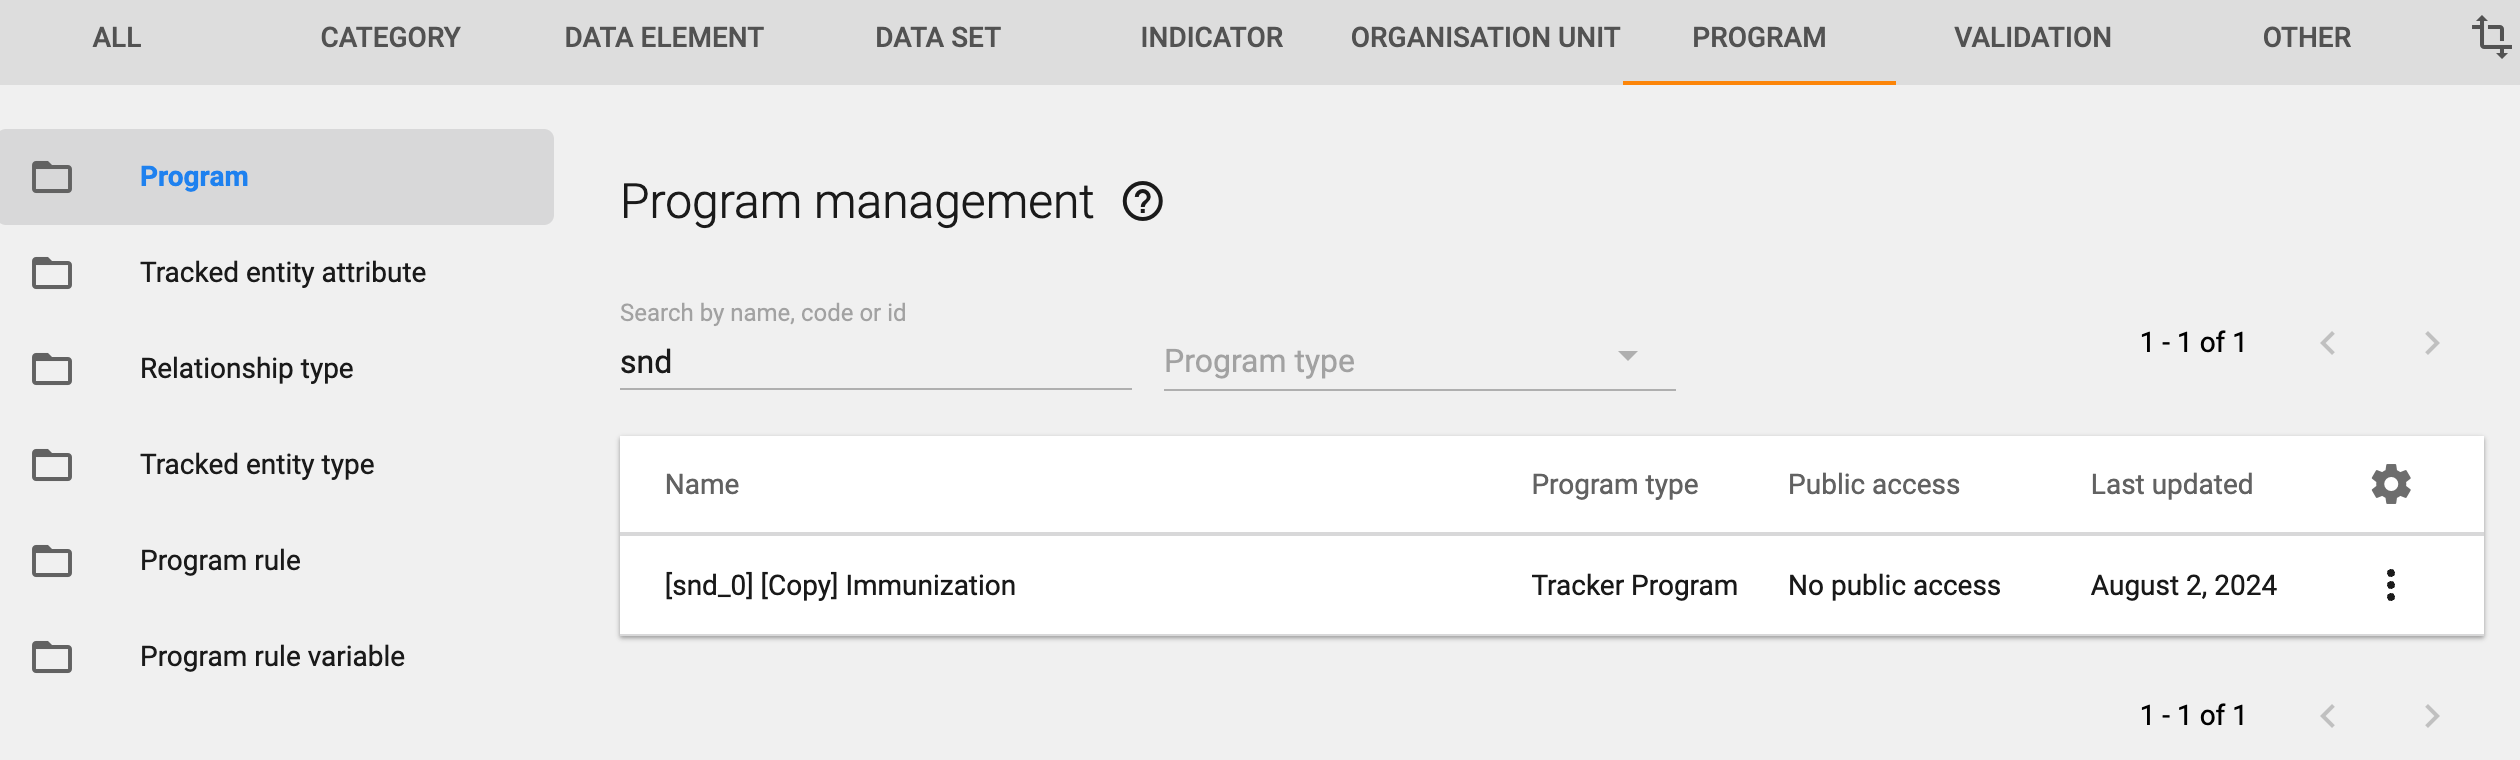 ALL CATEGORY DATA ELEMENT DATA SET INDICATOR ORGANISATION UNIT PROGRAM VALIDATION OTHER
Program
Tracked entity attribute
Relationship type
Tracked entity type
Program rule
Program rule variable
Program management
Search by name, code or id
snd
Program type
1 - 1 of 1
Name Program type Public access Last updated
[snd_0] [Copy] Immunization Tracker Program No public access August 2, 2024
1 - 1 of 1